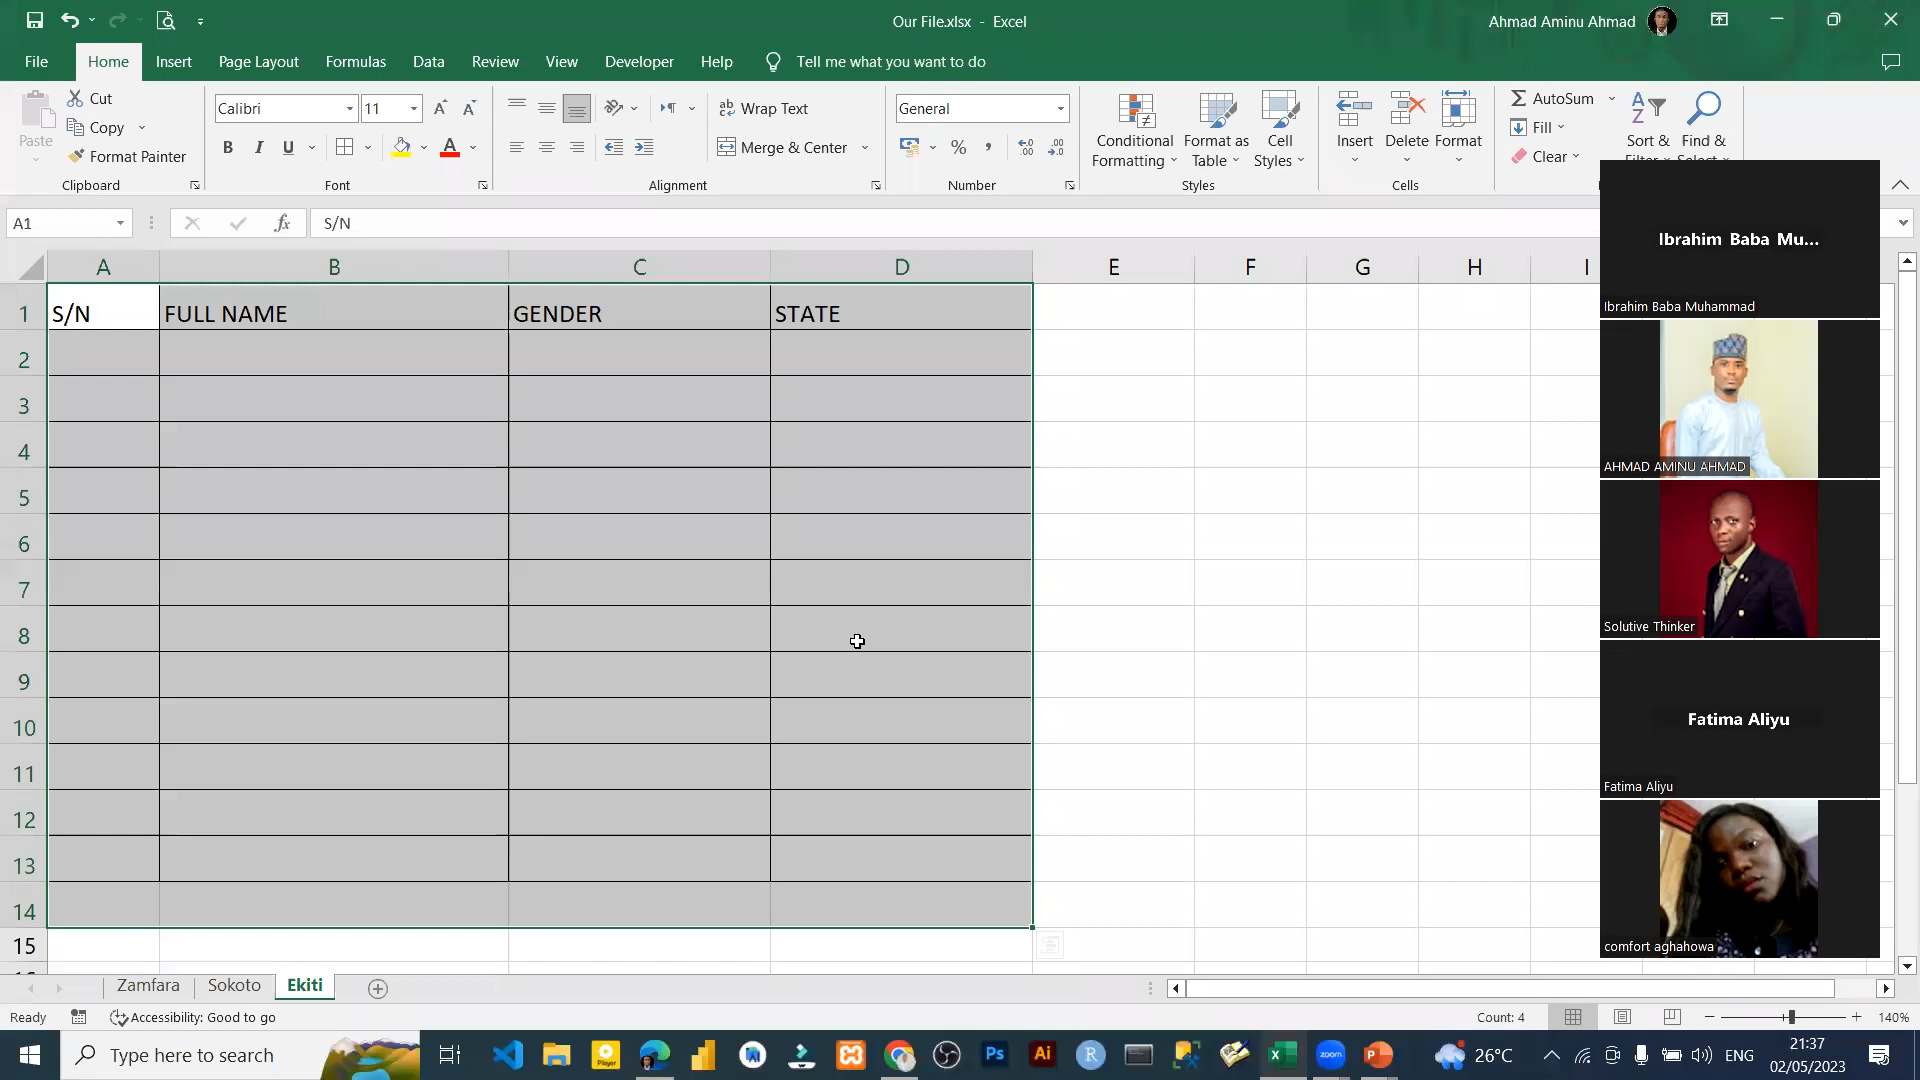 Our File.xlsx - Excel
Ahmad Aminu Ahmad
File Home Insert Page Layout Formulas Data Review View Developer Help Tell me what you want to do
Paste
Cut
Copy
Format Painter
Clipboard
Calibri 11
B I U
Font
Wrap Text
Merge & Center
Alignment
General
% ,
Number
Conditional Formatting
Format as Table
Cell Styles
Styles
Insert Delete Format
Cells
AutoSum
Fill
Clear
Sort &
Find &
A1
fx
S/N
A B C D E F G H I
1 S/N FULL NAME GENDER STATE
2
3
4
5
6
7
8
9
10
11
12
13
14
15
Ibrahim Baba Mu...
Ibrahim Baba Muhammad
AHMAD AMINU AHMAD
Solutive Thinker
Fatima Aliyu
Fatima Aliyu
comfort aghahowa
Zamfara Sokoto Ekiti
Ready Accessibility: Good to go
Count: 4
140%
Type here to search
Player
Ps
Ai
R
zoom
26°C
ENG
21:37
02/05/2023